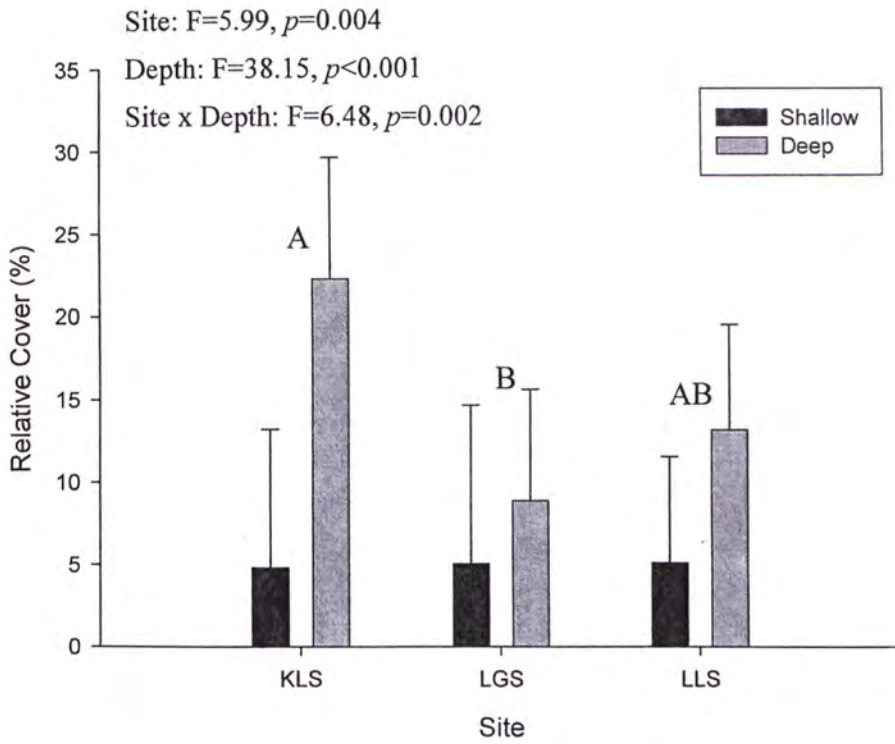 Site: F=5.99, p=0.004
Depth: F=38.15, p<0.001
Site x Depth: F=6.48, p=0.002
Shallow
Deep
Relative Cover (%)
35
30
25
20
15
10
5
0
A
B
AB
KLS
LGS
LLS
Site